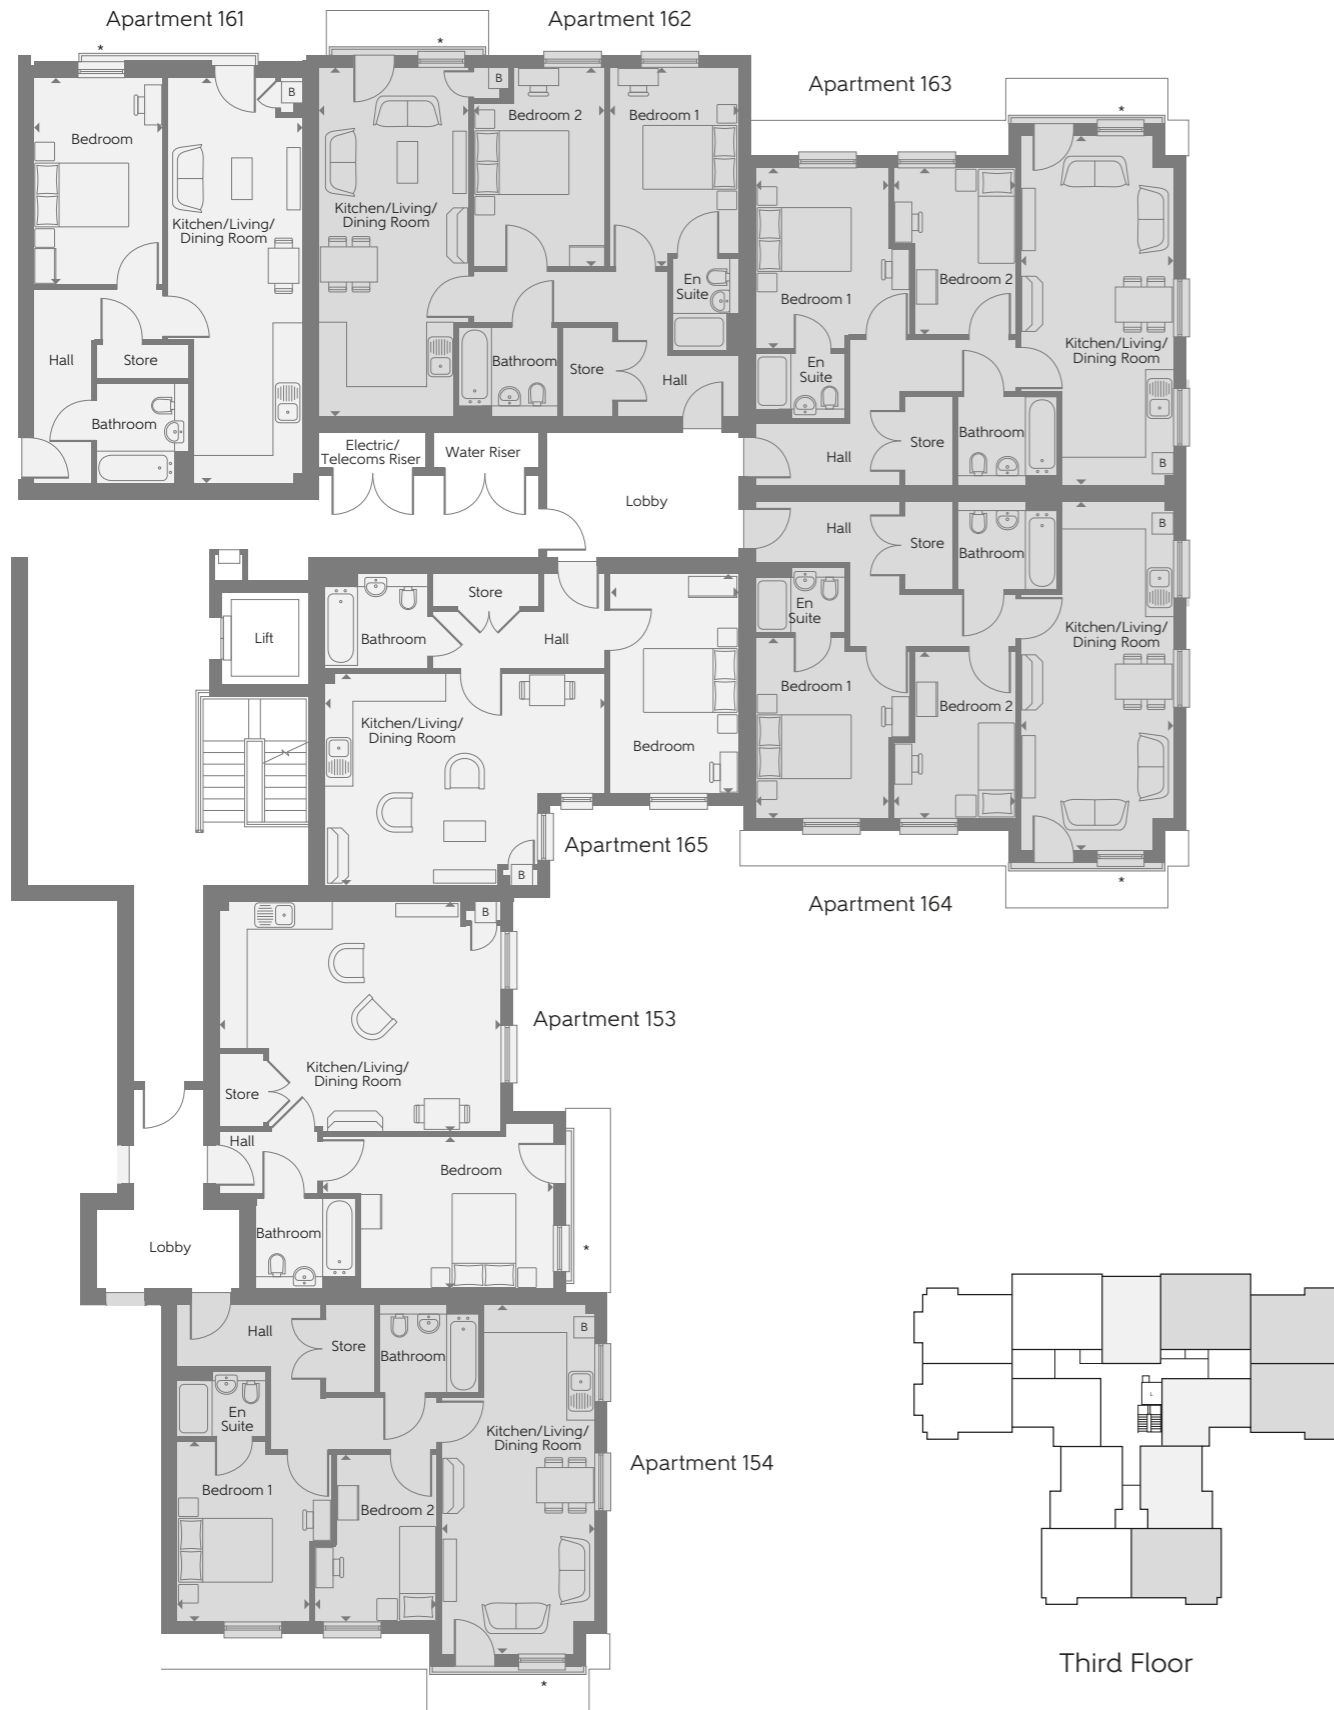 Apartment 161
Apartment 162
Apartment 163
*
*
*
B
B
Bedroom
Kitchen/Living/
Dining Room
Hall
Store
Bathroom
Bedroom 2
Bedroom 1
Kitchen/Living/
Dining Room
En
Suite
Bathroom
Store
Hall
Bedroom 1
Bedroom 2
Kitchen/Living/
Dining Room
En
Suite
Hall
Store
Bathroom
B
Electric/
Telecoms Riser
Water Riser
Lobby
Hall
Store
Bathroom
B
En
Suite
Kitchen/Living/
Dining Room
Bedroom 1
Bedroom 2
*
Apartment 164
Lift
Bathroom
Store
Hall
Kitchen/Living/
Dining Room
Bedroom
B
Apartment 165
B
Kitchen/Living/
Dining Room
Store
Hall
Bedroom
Bathroom
*
Apartment 153
Lobby
Hall
Store
Bathroom
B
En
Suite
Kitchen/Living/
Dining Room
Bedroom 1
Bedroom 2
*
Apartment 154
L
Third Floor